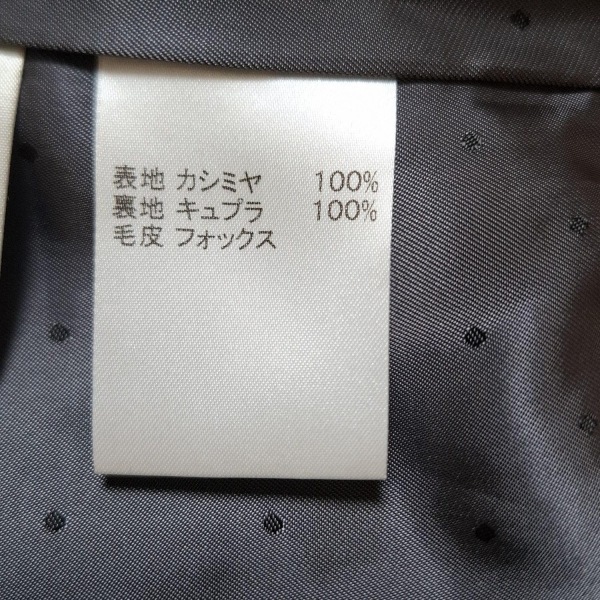 表地 カシミヤ 100%
裏地 キュプラ 100%
毛皮 フォックス